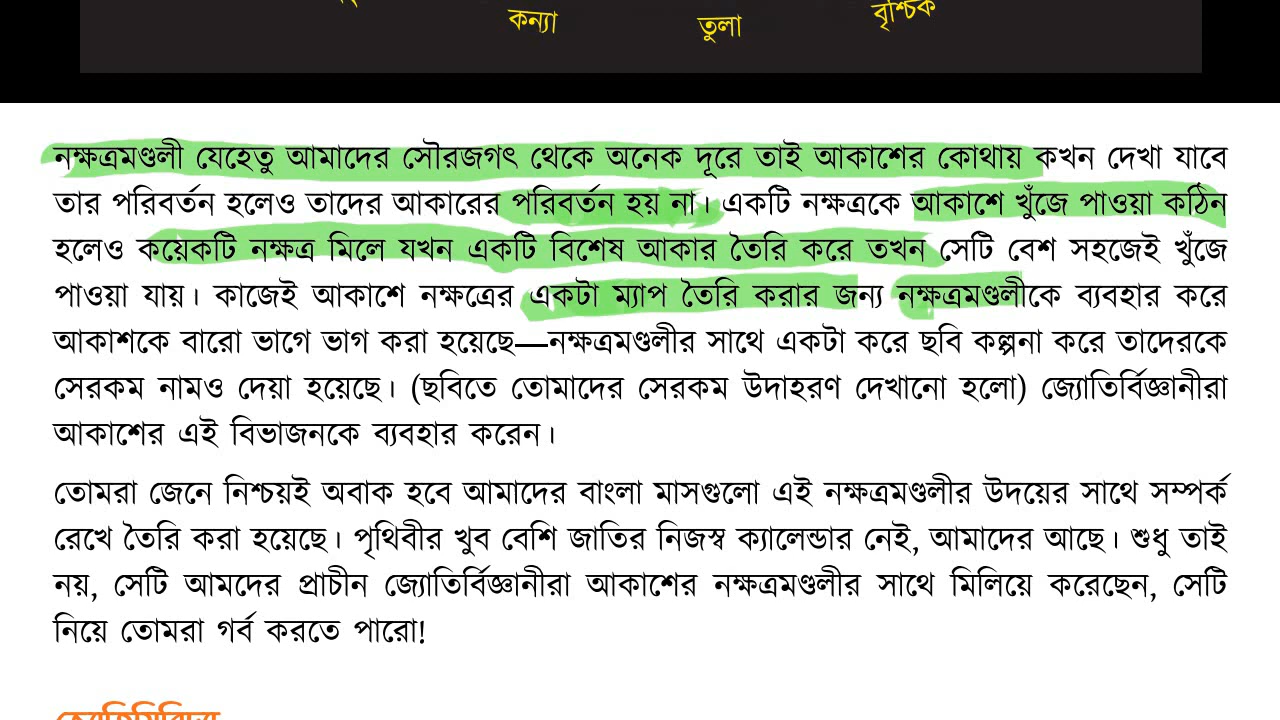 কন্যা তুলা বৃশ্চিক
নক্ষত্রমণ্ডলী যেহেতু আমাদের সৌরজগৎ থেকে অনেক দূরে তাই আকাশের কোথায় কখন দেখা যাবে
তার পরিবর্তন হলেও তাদের আকারের পরিবর্তন হয় না। একটি নক্ষত্রকে আকাশে খুঁজে পাওয়া কঠিন
হলেও কয়েকটি নক্ষত্র মিলে যখন একটি বিশেষ আকার তৈরি করে তখন সেটি বেশ সহজেই খুঁজে
পাওয়া যায়। কাজেই আকাশে নক্ষত্রের একটা ম্যাপ তৈরি করার জন্য নক্ষত্রমণ্ডলীকে ব্যবহার করে
আকাশকে বারো ভাগে ভাগ করা হয়েছে—নক্ষত্রমণ্ডলীর সাথে একটা করে ছবি কল্পনা করে তাদেরকে
সেরকম নামও দেয়া হয়েছে। (ছবিতে তোমাদের সেরকম উদাহরণ দেখানো হলো) জ্যোতির্বিজ্ঞানীরা
আকাশের এই বিভাজনকে ব্যবহার করেন।
তোমরা জেনে নিশ্চয়ই অবাক হবে আমাদের বাংলা মাসগুলো এই নক্ষত্রমণ্ডলীর উদয়ের সাথে সম্পর্ক
রেখে তৈরি করা হয়েছে। পৃথিবীর খুব বেশি জাতির নিজস্ব ক্যালেন্ডার নেই, আমাদের আছে। শুধু তাই
নয়, সেটি আমদের প্রাচীন জ্যোতির্বিজ্ঞানীরা আকাশের নক্ষত্রমণ্ডলীর সাথে মিলিয়ে করেছেন, সেটি
নিয়ে তোমরা গর্ব করতে পারো!